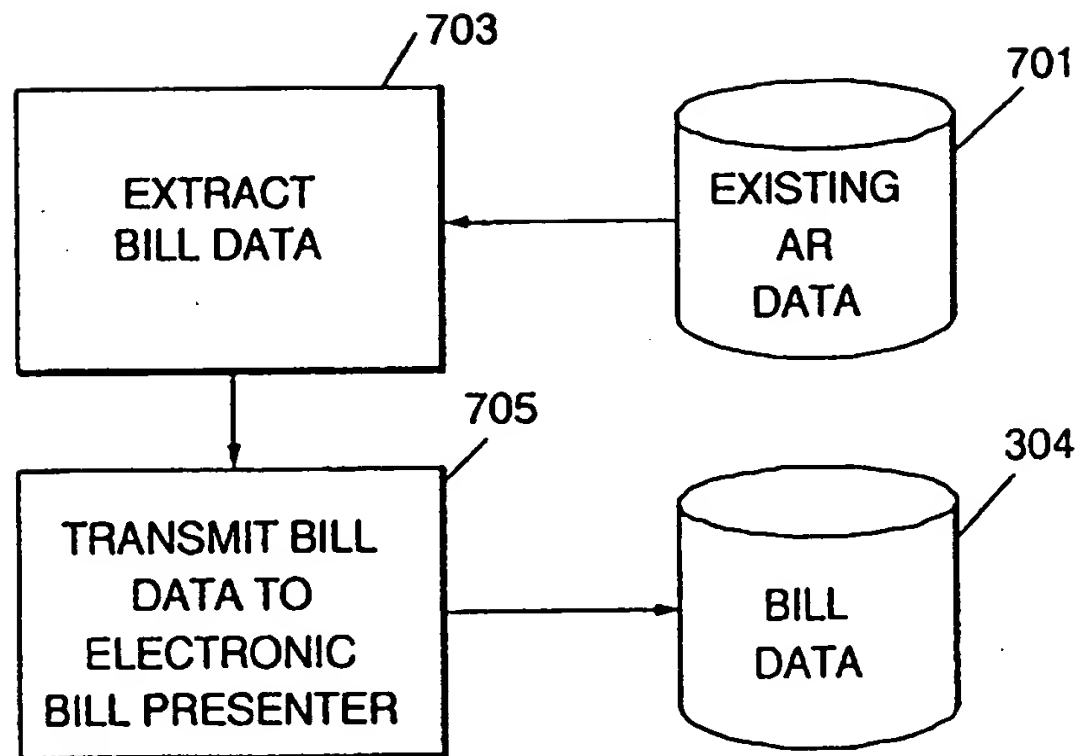 703
EXTRACT
BILL DATA
701
EXISTING
AR
DATA
705
TRANSMIT BILL
DATA TO
ELECTRONIC
BILL PRESENTER
304
BILL
DATA